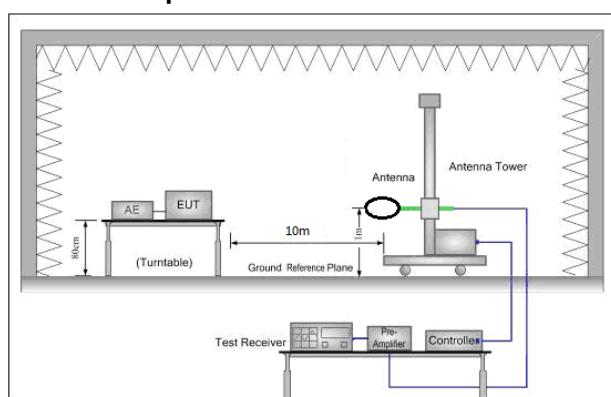 Antenna
Antenna Tower
AE
EUT
10m
1m
80cm
(Turntable)
Ground Reference Plane
Test Receiver
Pre-
Amplifier
Controller